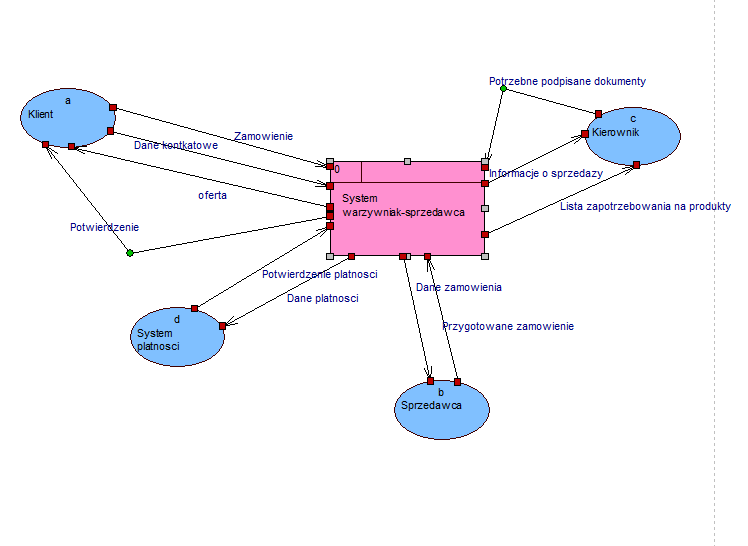 Potrzebne podpisane dokumenty
a
Klient
c
Kierownik
Zamowienie
Dane kontkatowe
0
Informacje o sprzedazy
System
warzywniak-sprzedawca
oferta
Lista zapotrzebowania na produkty
Potwierdzenie
Potwierdzenie platnosci
Dane platnosci
Dane zamowienia
d
System
platnosci
Przygotowane zamowienie
b
Sprzedawca